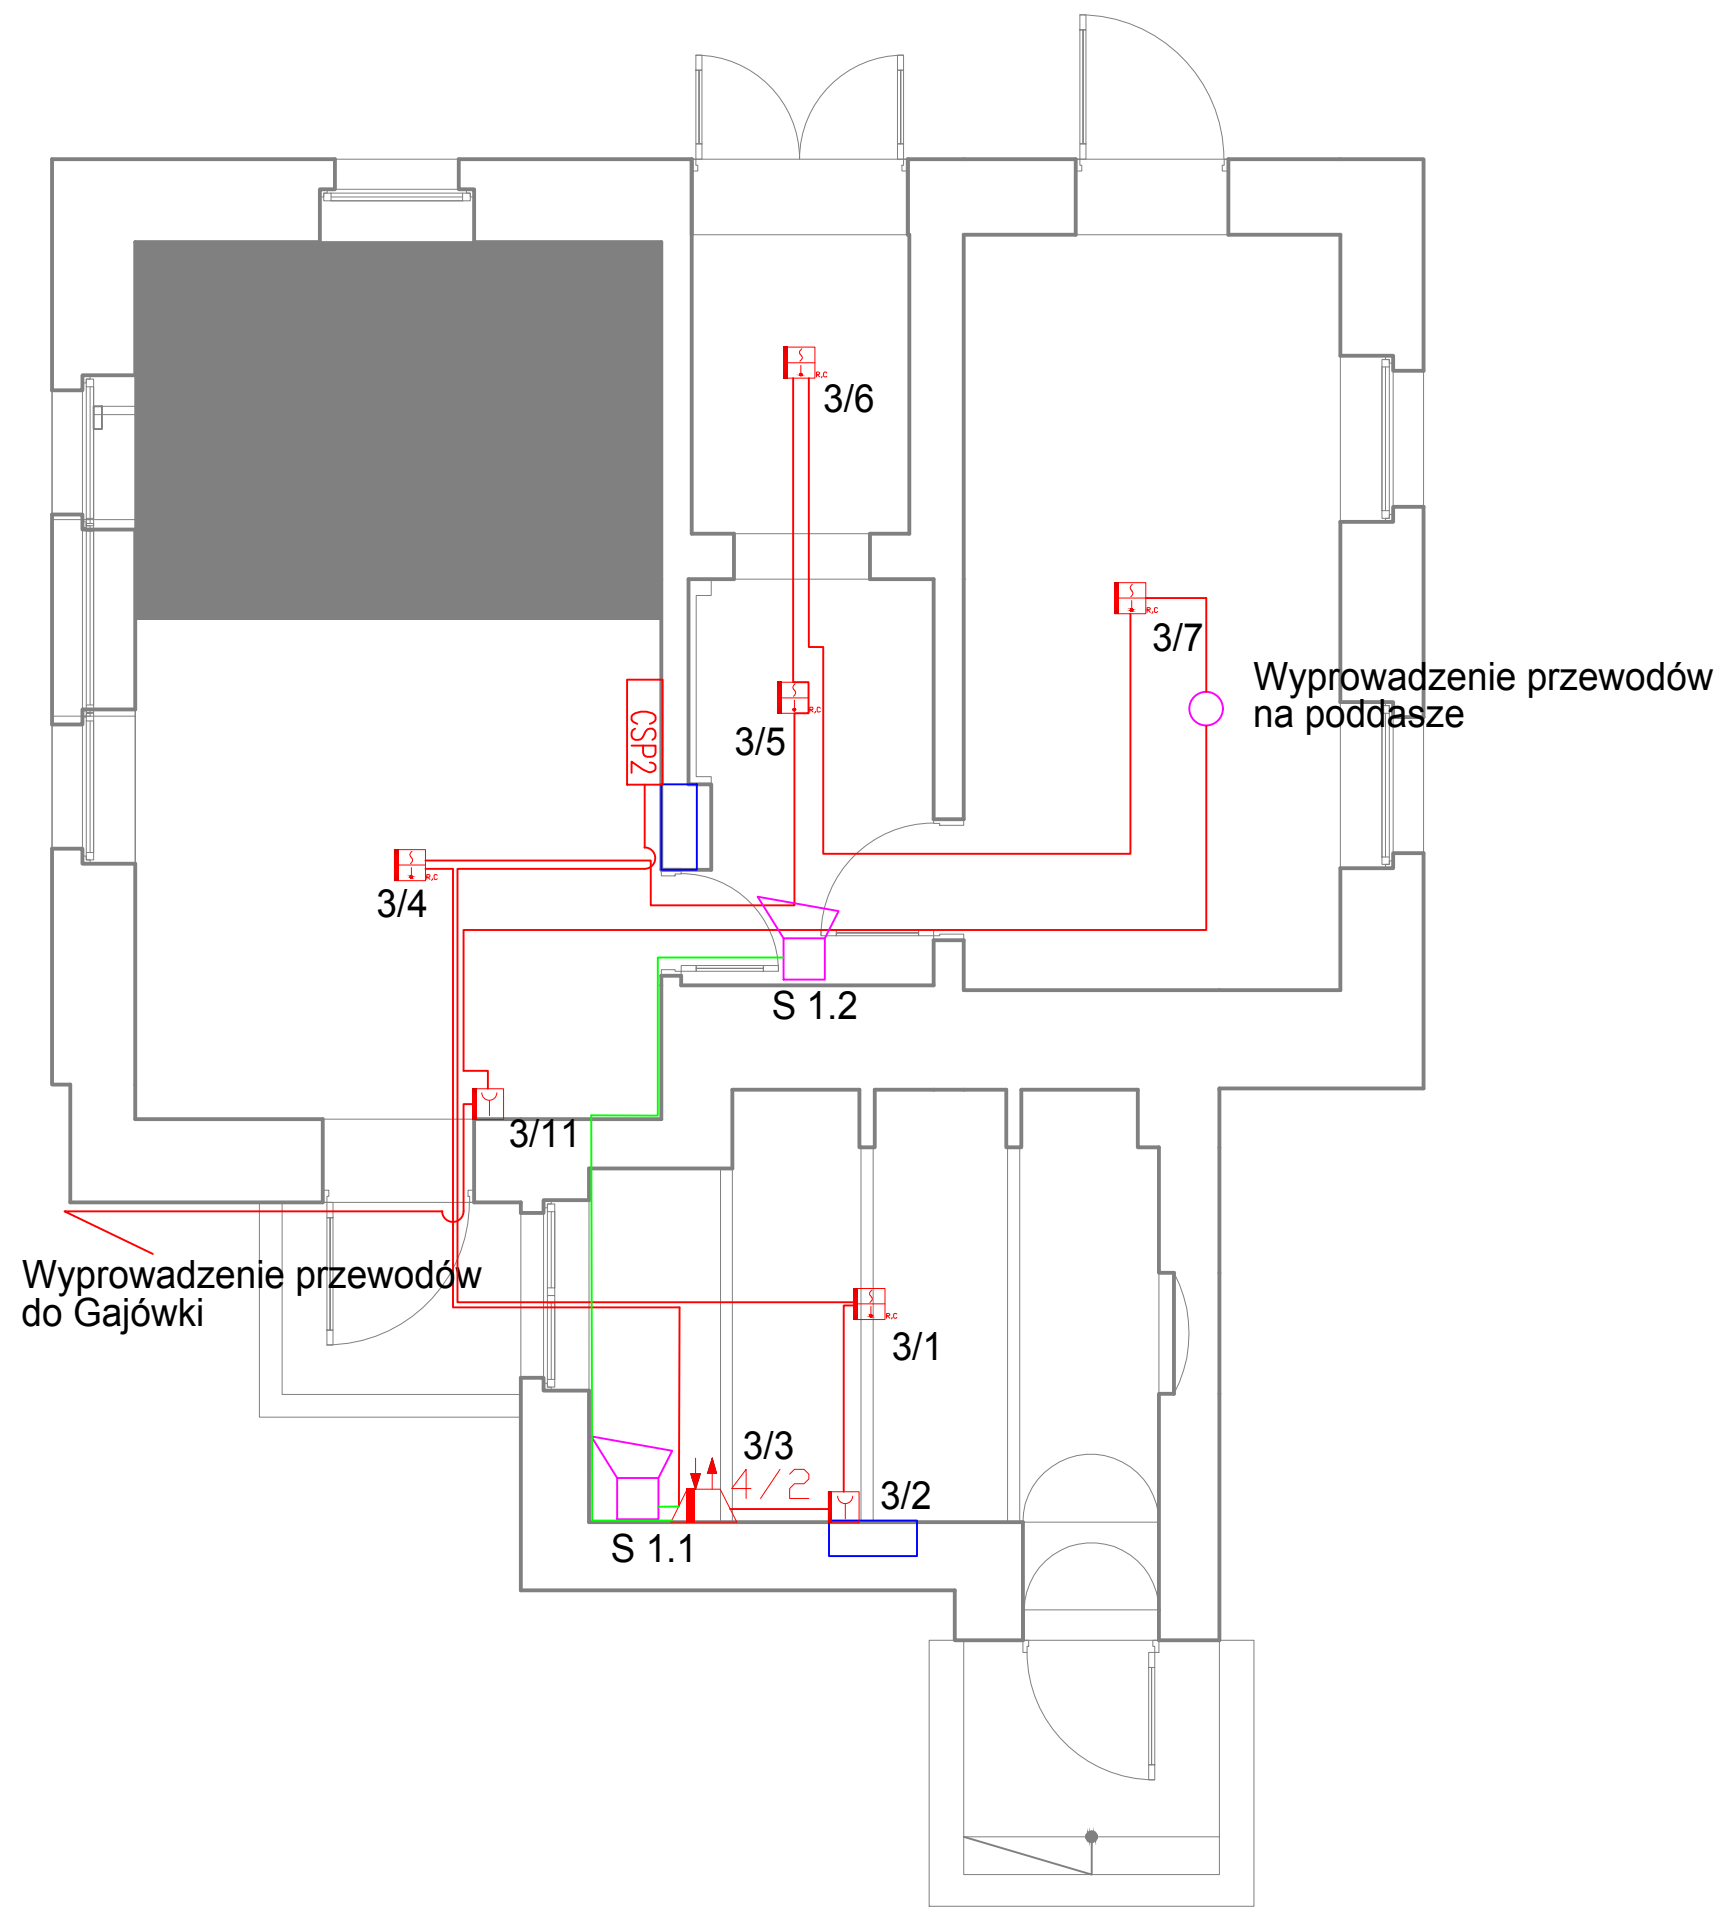 R,C
3/6
R,C
3/7
Wyprowadzenie przewodów
na poddasze
R,C
3/5
CSP2
R,C
3/4
S 1.2
3/11
Wyprowadzenie przewodów
do Gajówki
R,C
3/1
3/3
4/2
3/2
S 1.1